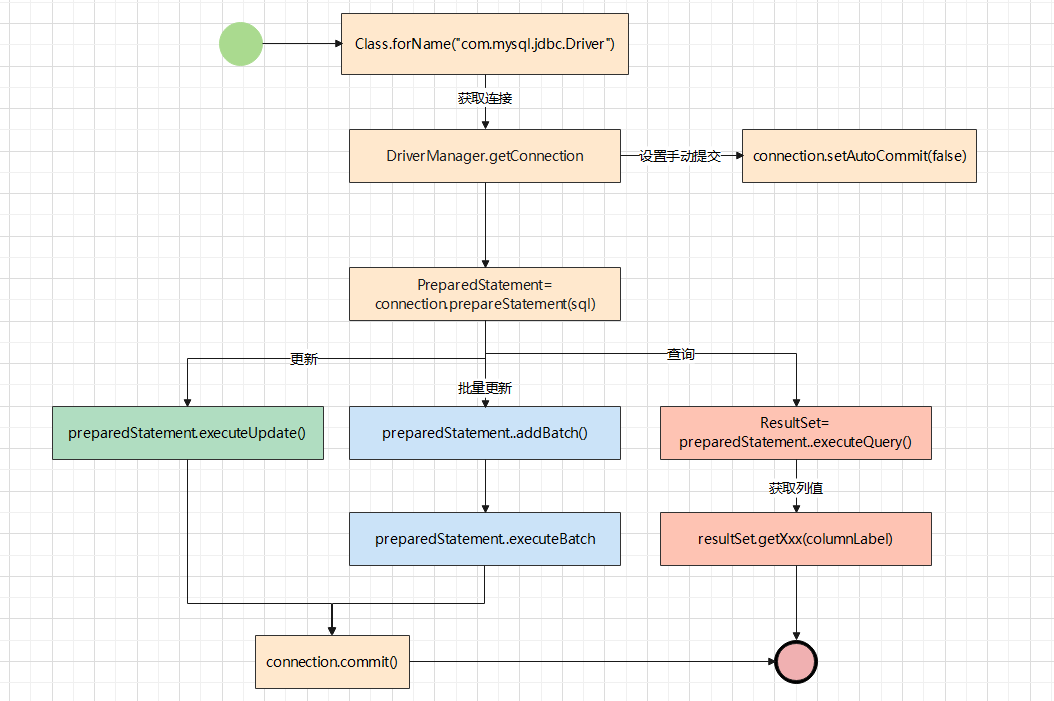 Class.forName("com.mysql.jdbc.Driver")
获取连接
DriverManager.getConnection
设置手动提交
connection.setAutoCommit(false)
PreparedStatement=
connection.prepareStatement(sql)
更新
查询
批量更新
preparedStatement.executeUpdate()
preparedStatement..addBatch()
ResultSet=
preparedStatement..executeQuery()
获取列值
preparedStatement..executeBatch
resultSet.getXxx(columnLabel)
connection.commit()